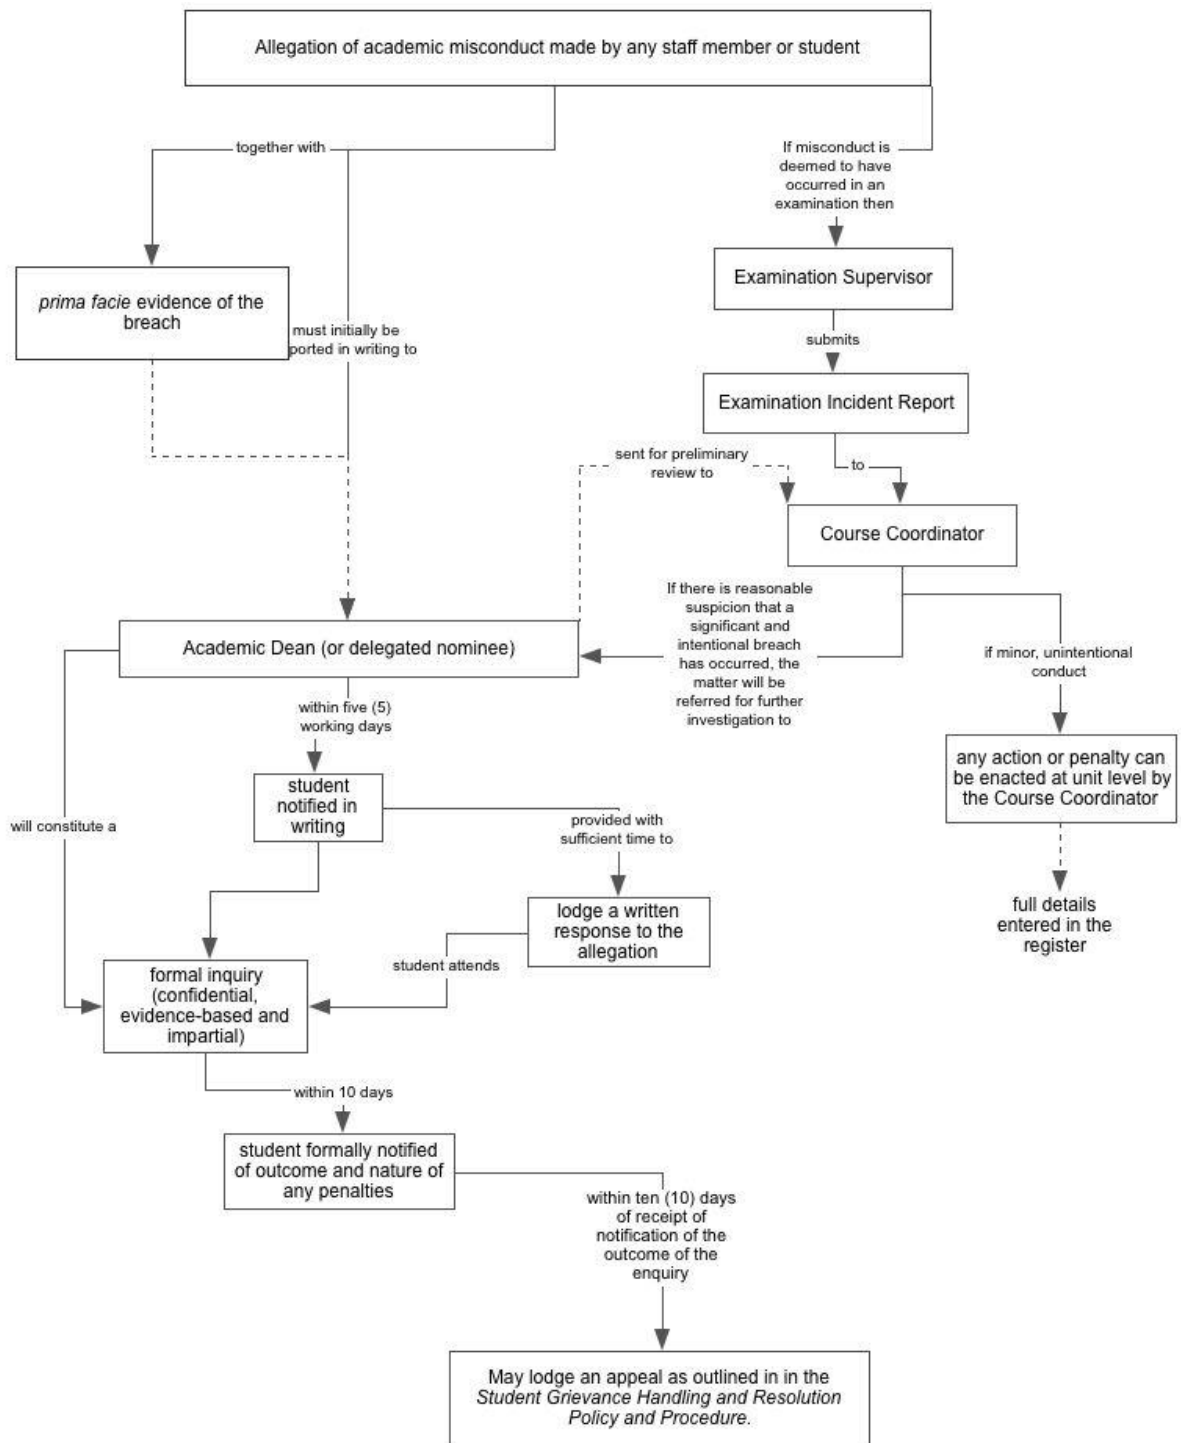 Allegation of academic misconduct made by any staff member or student
together with
If misconduct is
deemed to have
occurred in an
examination then
prima facie evidence of the
breach
must initially be
ported in writing to
Examination Supervisor
submits
Examination Incident Report
to
sent for preliminary
review to
Course Coordinator
If there is reasonable
suspicion that a
significant and
intentional breach
has occurred, the
matter will be
referred for further
investigation to
Academic Dean (or delegated nominee)
if minor, unintentional
conduct
within five (5)
working days
any action or penalty can
be enacted at unit level by
the Course Coordinator
student
notified in
writing
will constitute a
provided with
sufficient time to
full details
entered in the
register
lodge a written
response to the
allegation
student attends
formal inquiry
(confidential,
evidence-based and
impartial)
within 10 days
student formally notified
of outcome and nature of
any penalties
within ten (10) days
of receipt of
notification of the
outcome of the
enquiry
May lodge an appeal as outlined in in the
Student Grievance Handling and Resolution
Policy and Procedure.